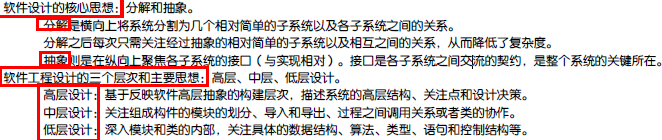 软件设计的核心思想：分解和抽象。
分解是横向上将系统分割为几个相对简单的子系统以及各子系统之间的关系。
分解之后每次只需关注经过抽象的相对简单的子系统以及相互之间的关系，从而降低了复杂度。
抽象则是在纵向上聚焦各子系统的接口（与实现相对）。接口是各子系统之间交流的契约，是整个系统的关键所在。
软件工程设计的三个层次和主要思想：高层、中层、低层设计。
高层设计：基于反映软件高层抽象的构建层次，描述系统的高层结构、关注点和设计决策。
中层设计：关注组成构件的模块的划分、导入和导出、过程之间调用关系或者类的协作。
低层设计：深入模块和类的内部，关注具体的数据结构、算法、类型、语句和控制结构等。